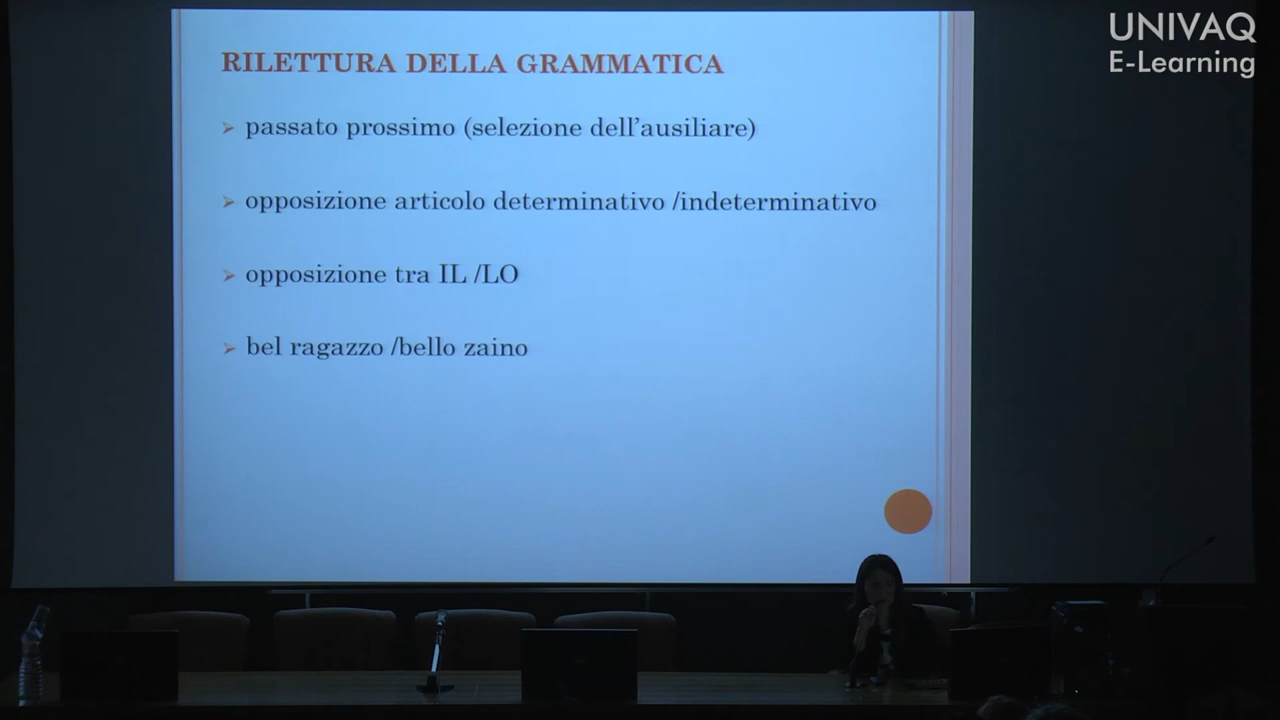 UNIVAQ
E-Learning
RILETTURA DELLA GRAMMATICA
passato prossimo (selezione dell'ausiliare)
opposizione articolo determinativo /indeterminativo
opposizione tra IL /LO
bel ragazzo /bello zaino